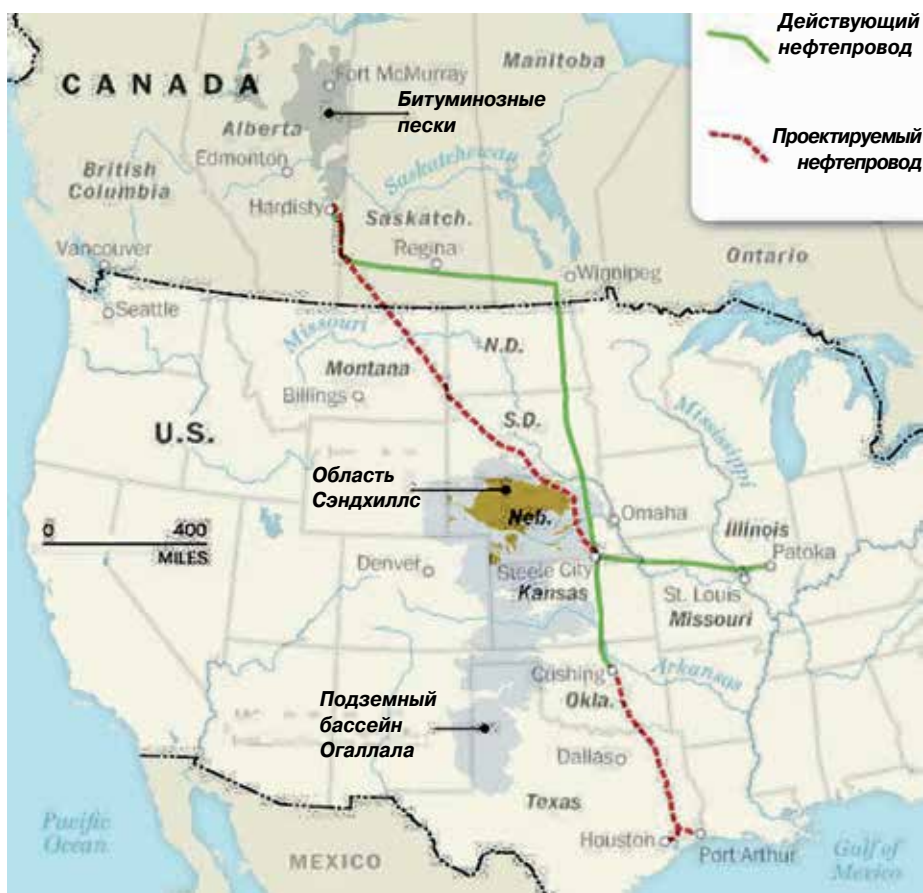 Действующий
нефтепровод
Проектируемый
нефтепровод
CANADA
Fort McMurray
Manitoba
Битуминозные
пески
Alberta
Edmonton
British
Columbia
Saskatchewan
Hardisty
Saskatch.
Regina
Vancouver
Winnipeg
Ontario
Seattle
Missouri
N.D.
Montana
Billings
Mississippi
S.D.
U.S.
Область
Сэндхиллс
Neb.
Omaha
0 400
MILES
Illinois
Patoka
Denver
Steele City
Kansas
St. Louis
Missouri
Cushing
Arkansas
Okla.
Подземный
бассейн
Огаллала
Dallas
Texas
Pacific
Ocean
Houston
Port Arthur
MEXICO
Gulf of
Mexico